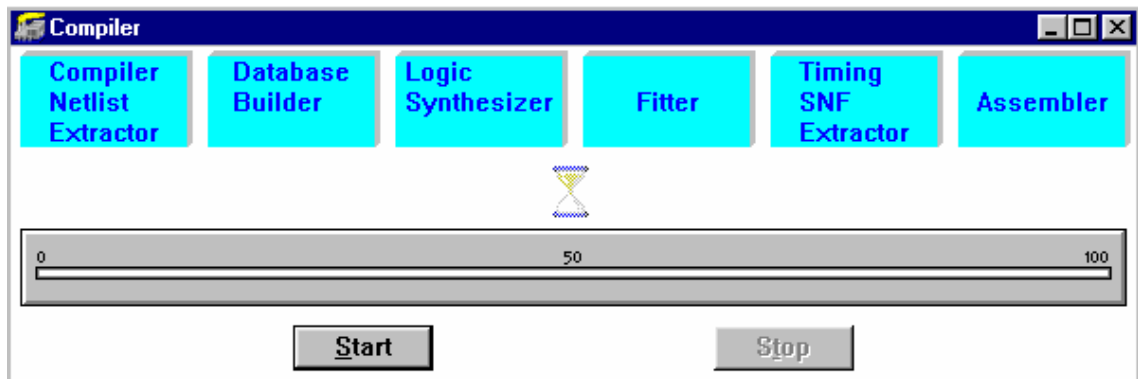 Compiler
Compiler
Netlist
Extractor
Database
Builder
Logic
Synthesizer
Fitter
Timing
SNF
Extractor
Assembler
0 50 100
Start Stop